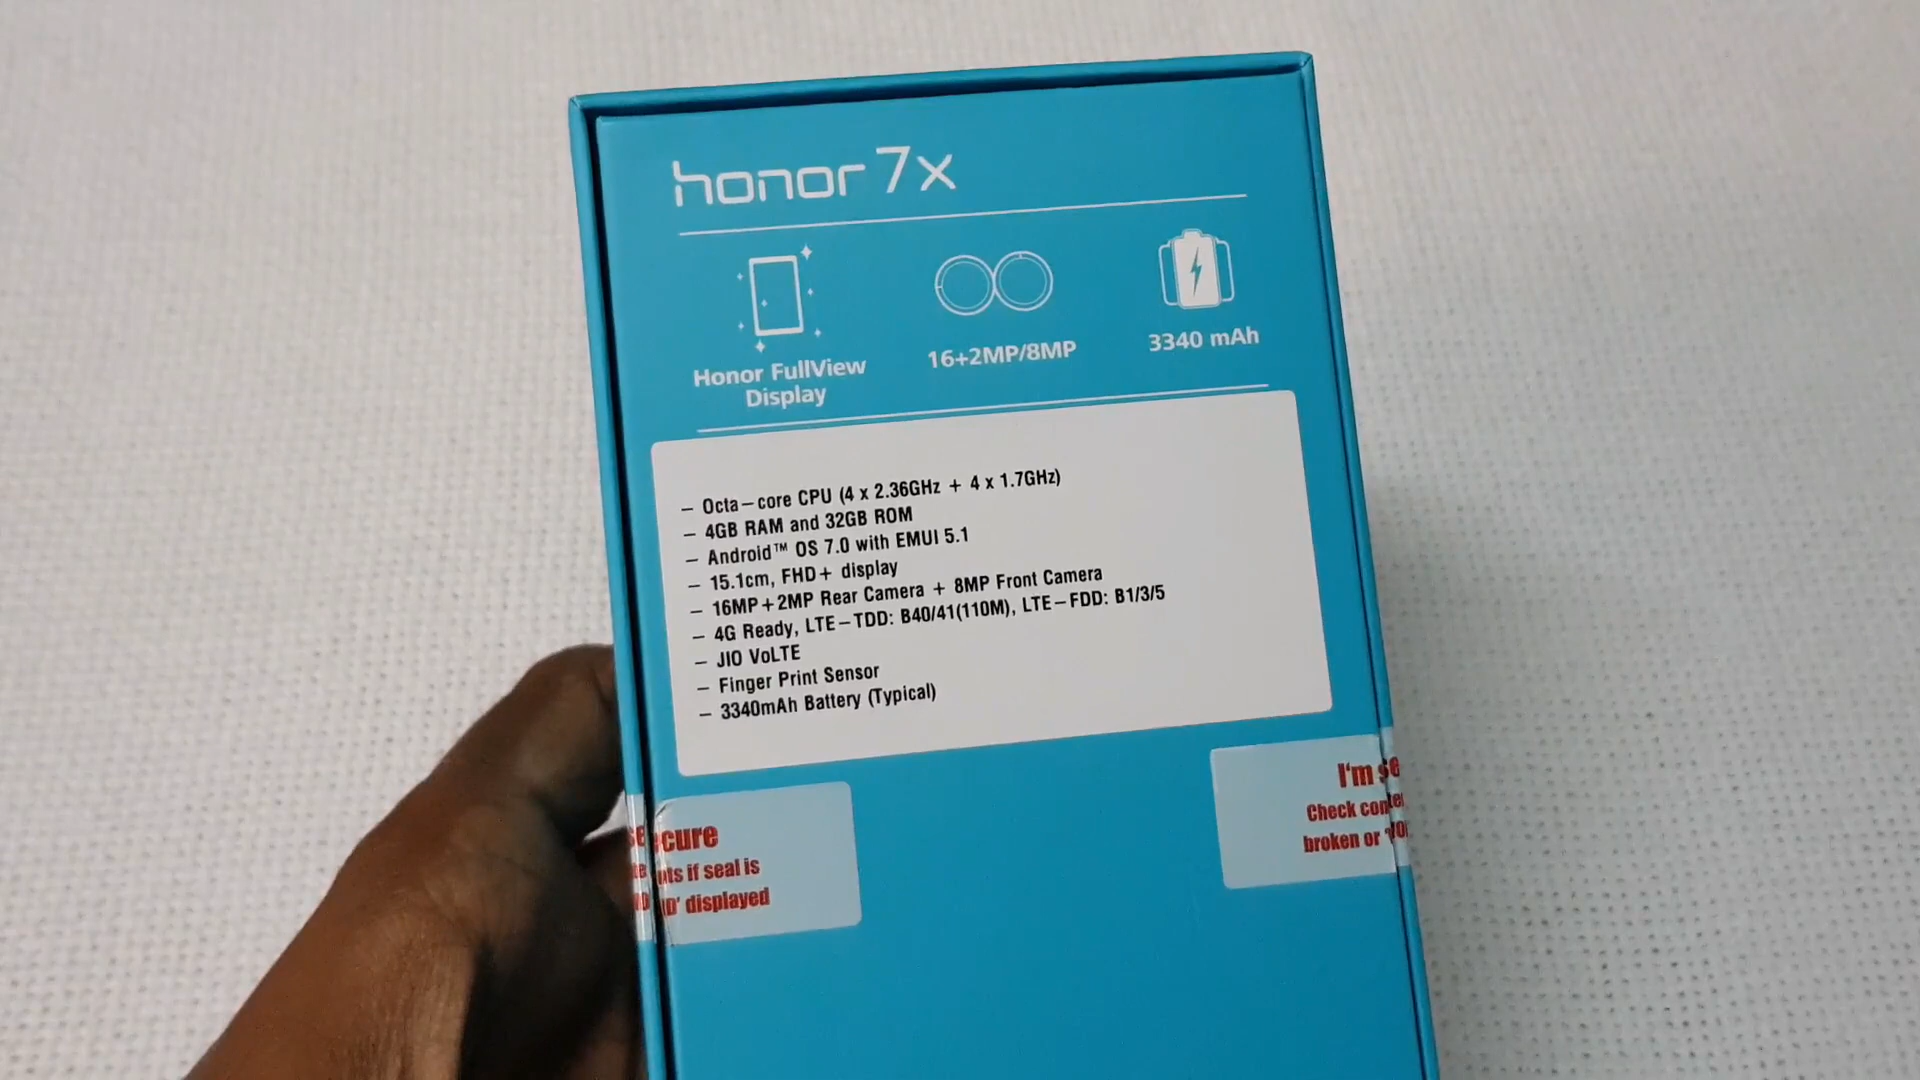 honor 7x
Honor FullView
Display
16+2MP/8MP
3340 mAh
– Octa–core CPU (4 x 2.36GHz + 4 x 1.7GHz)
– 4GB RAM and 32GB ROM
– Android™ OS 7.0 with EMUI 5.1
– 15.1cm, FHD+ display
– 16MP+2MP Rear Camera + 8MP Front Camera
– 4G Ready, LTE–TDD: B40/41(110M), LTE–FDD: B1/3/5
– JIO VoLTE
– Finger Print Sensor
– 3340mAh Battery (Typical)
secure
if seal is
displayed
I'm
Check
broken or